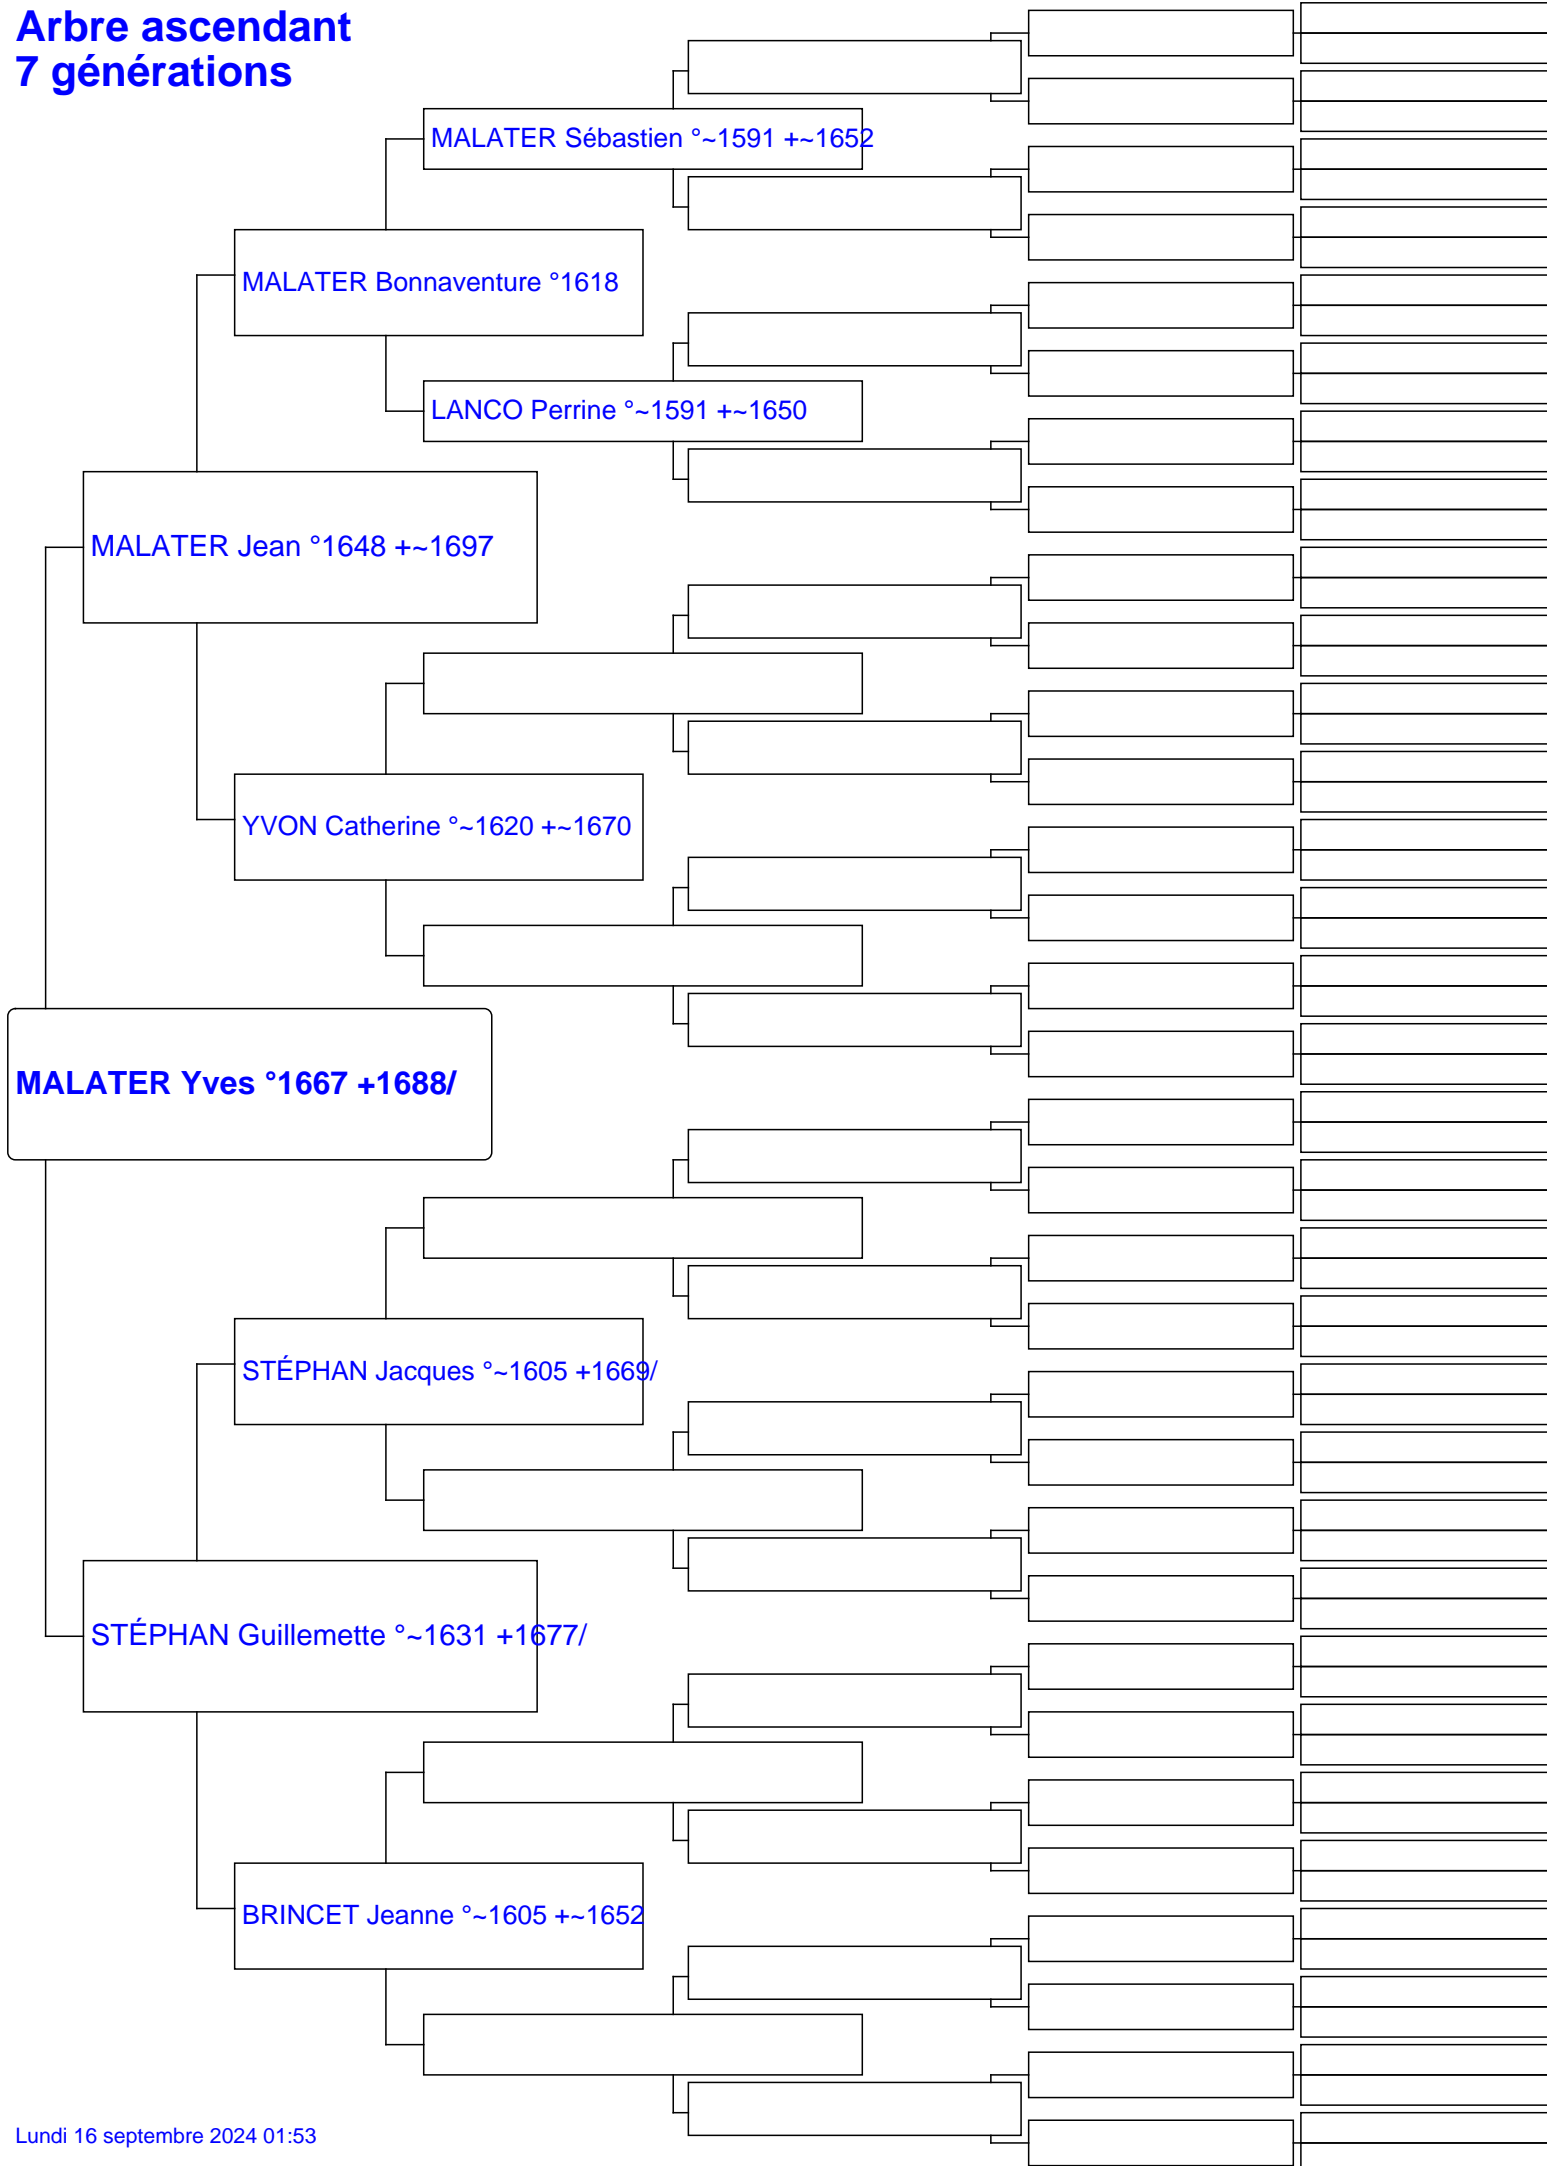 Arbre ascendant
7 générations
MALATER Sébastien °~1591 +~1652
MALATER Bonnaventure °1618
LANCO Perrine °~1591 +~1650
MALATER Jean °1648 +~1697
YVON Catherine °~1620 +~1670
MALATER Yves °1667 +1688/
STÉPHAN Jacques °~1605 +1669/
STÉPHAN Guillemette °~1631 +1677/
BRINCET Jeanne °~1605 +~1652
Lundi 16 septembre 2024 01:53